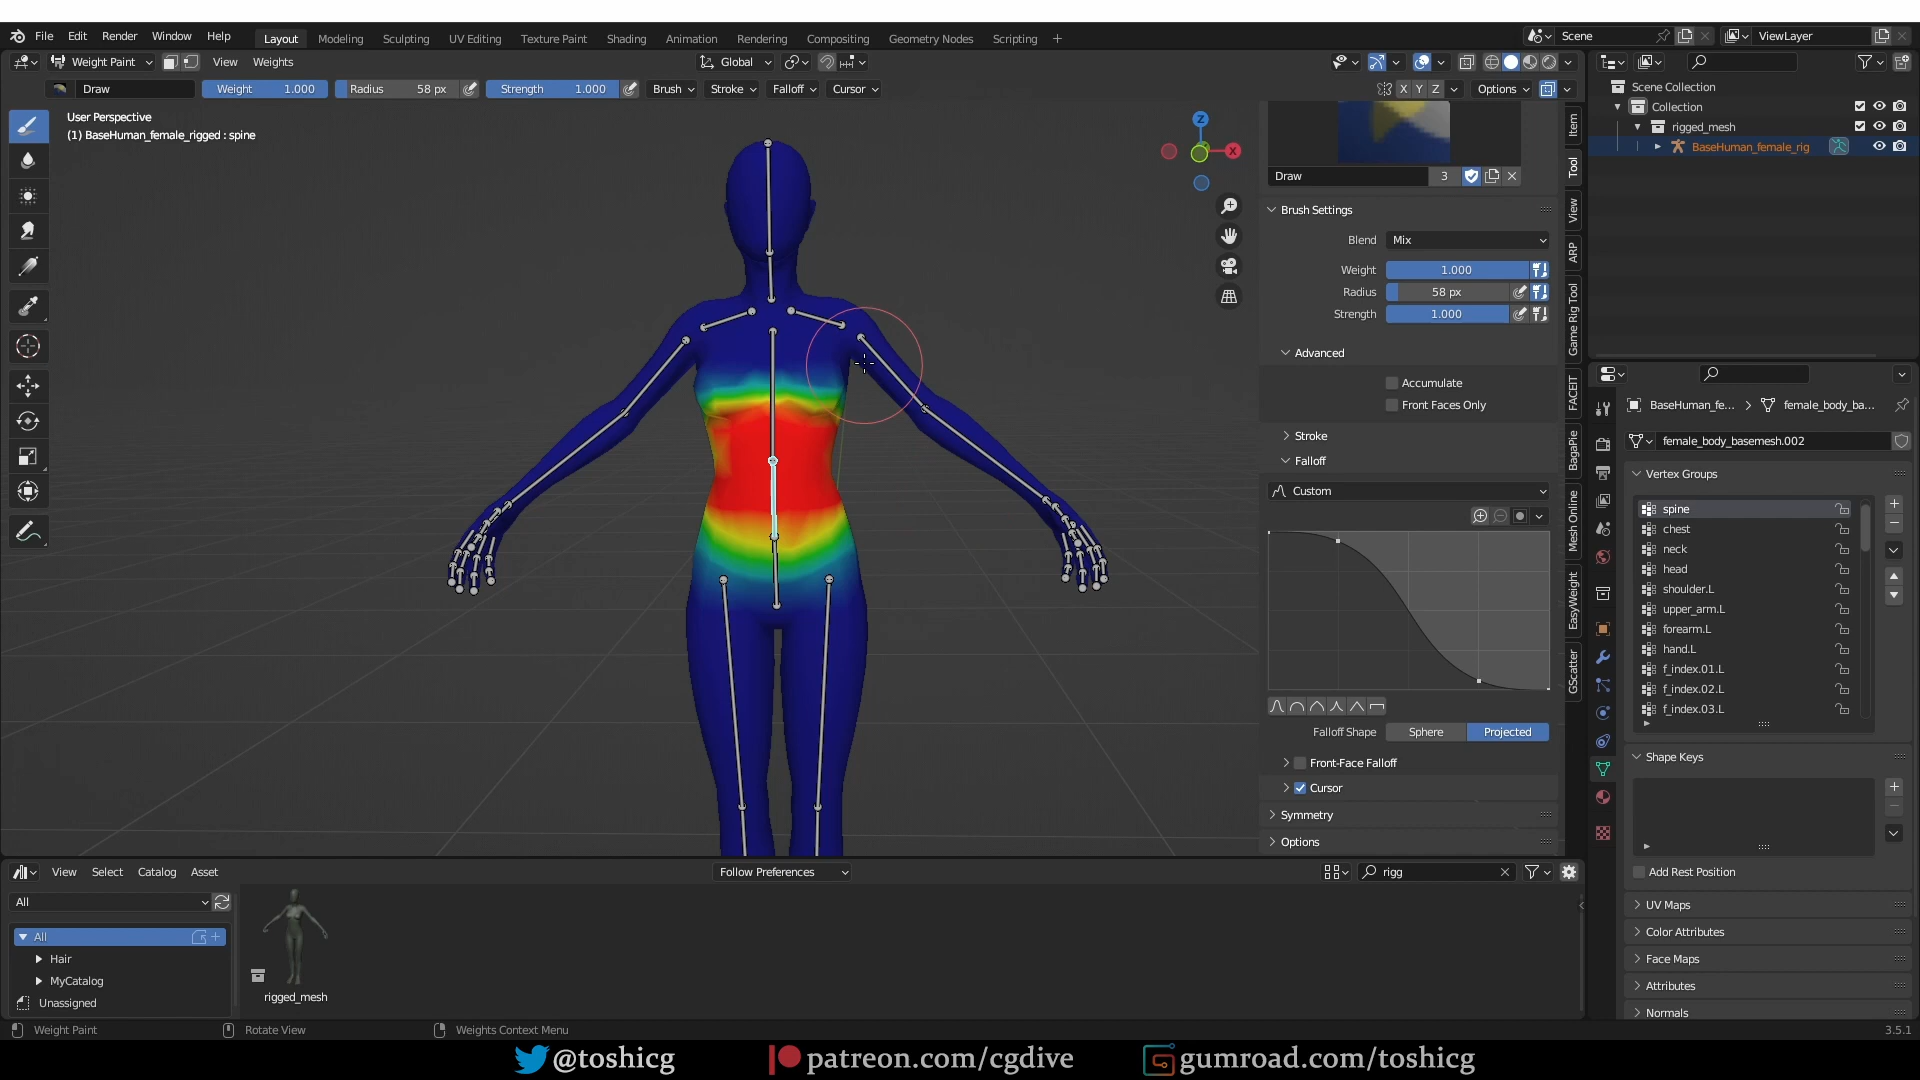 File Edit Render Window Help Layout Modeling Sculpting UV Editing Texture Paint Shading Animation Rendering Compositing Geometry Nodes Scripting + Scene ViewLayer
Weight Paint View Weights Global
Draw Weight 1.000 Radius 58 px Strength 1.000 Brush Stroke Falloff Cursor X Y Z Options
User Perspective
(1) BaseHuman_female_rigged : spine
Z
X
Draw 3
Brush Settings
Blend Mix
Weight 1.000
Radius 58 px
Strength 1.000
Advanced
Accumulate
Front Faces Only
Stroke
Falloff
Custom
Falloff Shape Sphere Projected
Front-Face Falloff
Cursor
Symmetry
Options
Item
Tool
View
ARP
Game Rig Tool
FACEIT
BagaPie
Mesh Online
EasyWeight
GScatter
Scene Collection
Collection
rigged_mesh
BaseHuman_female_rig
BaseHuman_fe... > female_body_ba...
female_body_basemesh.002
Vertex Groups
spine
chest
neck
head
shoulder.L
upper_arm.L
forearm.L
hand.L
f_index.01.L
f_index.02.L
f_index.03.L
Shape Keys
Add Rest Position
UV Maps
Color Attributes
Face Maps
Attributes
Normals
View Select Catalog Asset Follow Preferences rigg
All
All
Hair
MyCatalog
Unassigned
rigged_mesh
Weight Paint Rotate View Weights Context Menu 3.5.1
@toshicg patreon.com/cgdive gumroad.com/toshicg